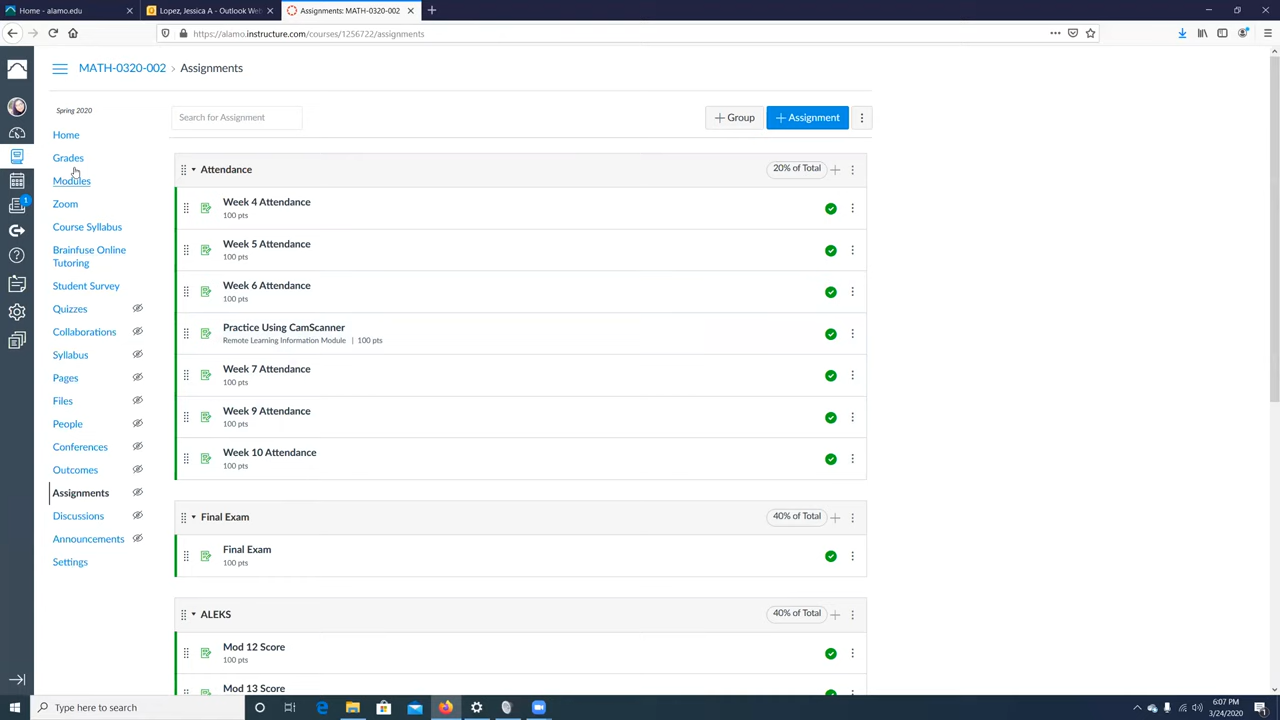 Home - alamo.edu
Lopez, Jessica A - Outlook Web
Assignments: MATH-0320-002
https://alamo.instructure.com/courses/1256722/assignments
MATH-0320-002 › Assignments
Spring 2020
Home
Grades
Modules
Zoom
Course Syllabus
Brainfuse Online
Tutoring
Student Survey
Quizzes
Collaborations
Syllabus
Pages
Files
People
Conferences
Outcomes
Assignments
Discussions
Announcements
Settings
1
Search for Assignment
+ Group
+ Assignment
Attendance
20% of Total
Week 4 Attendance
100 pts
Week 5 Attendance
100 pts
Week 6 Attendance
100 pts
Practice Using CamScanner
Remote Learning Information Module | 100 pts
Week 7 Attendance
100 pts
Week 9 Attendance
100 pts
Week 10 Attendance
100 pts
Final Exam
40% of Total
Final Exam
100 pts
ALEKS
40% of Total
Mod 12 Score
100 pts
Mod 13 Score
Type here to search
6:07 PM
3/24/2020
1